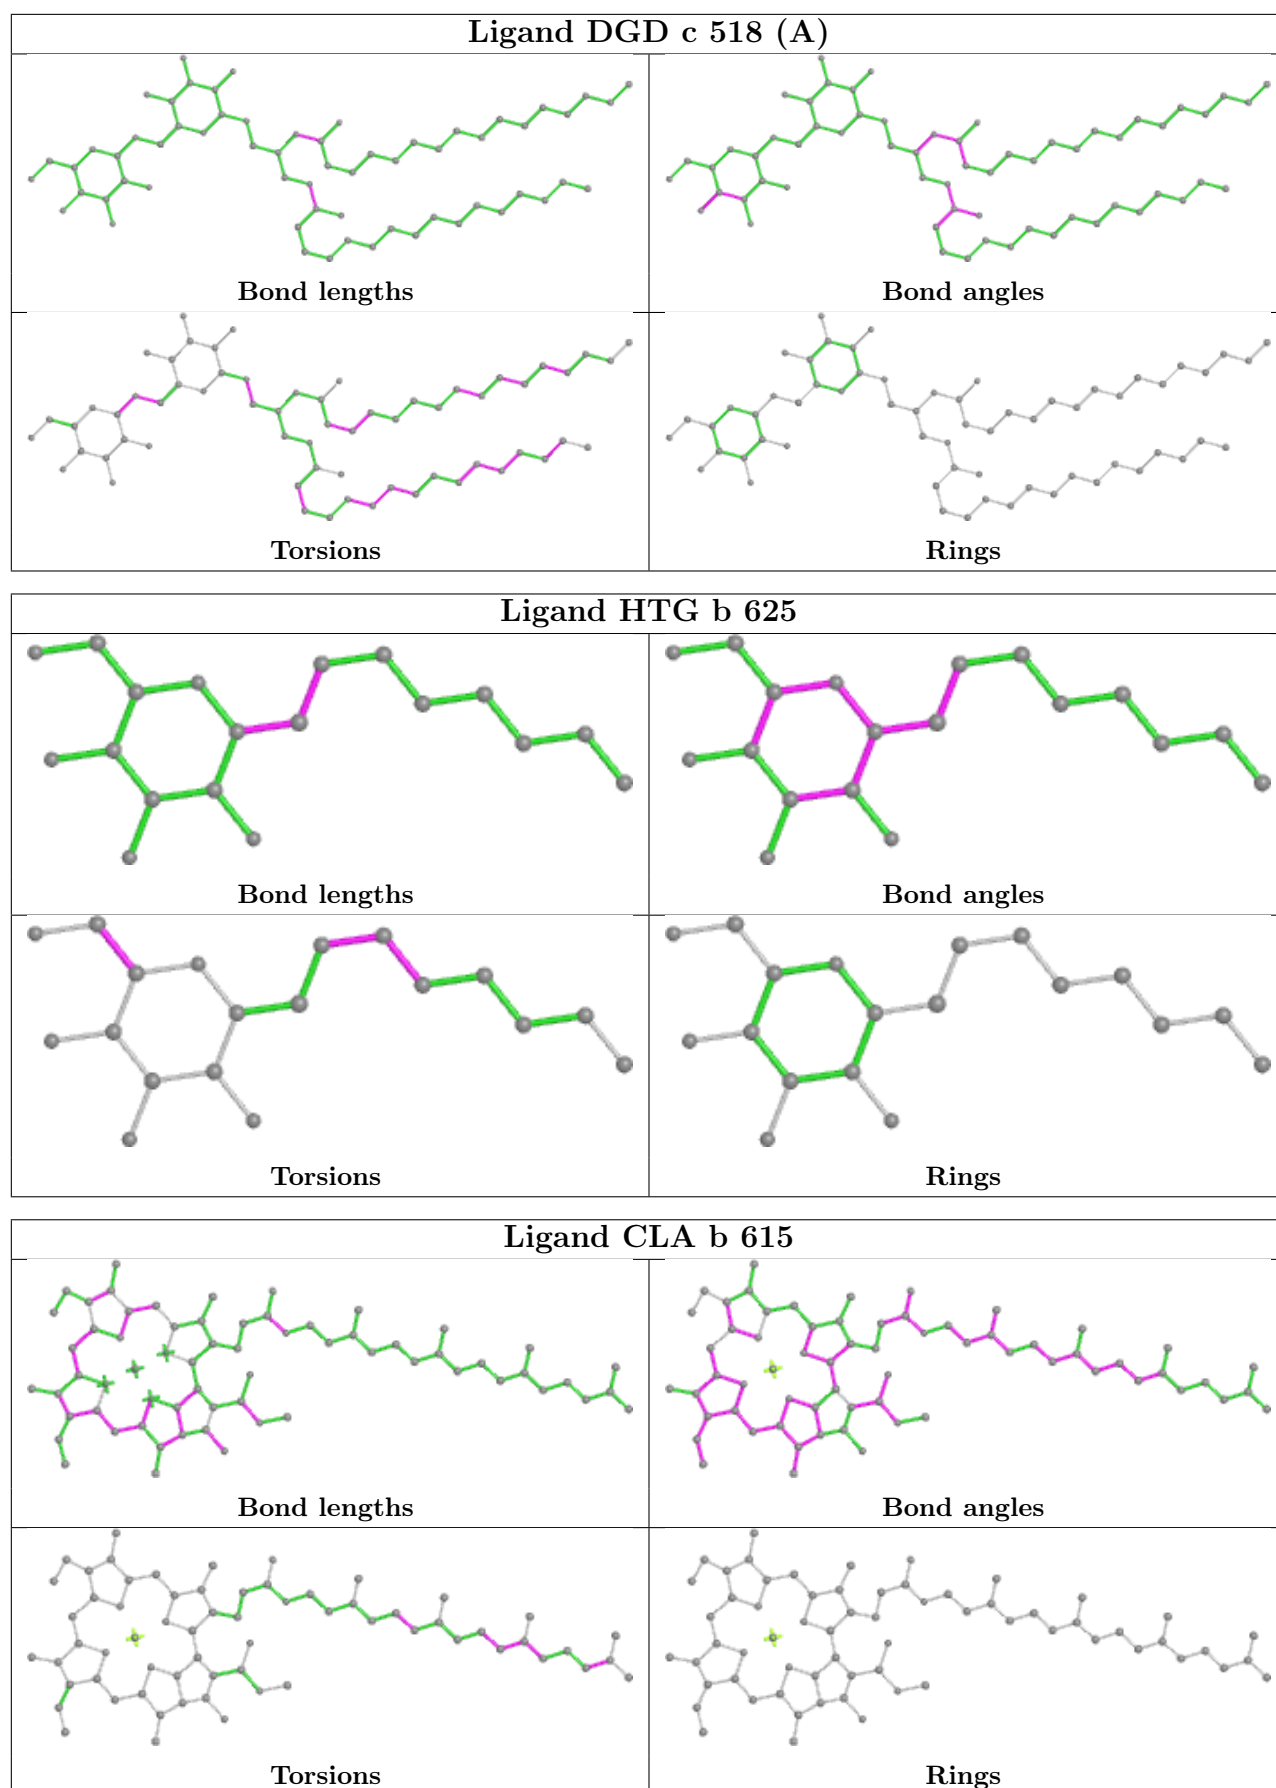 Ligand DGD c 518 (A)
Bond lengths
Bond angles
Torsions
Rings
Ligand HTG b 625
Bond lengths
Bond angles
Torsions
Rings
Ligand CLA b 615
Bond lengths
Bond angles
Torsions
Rings